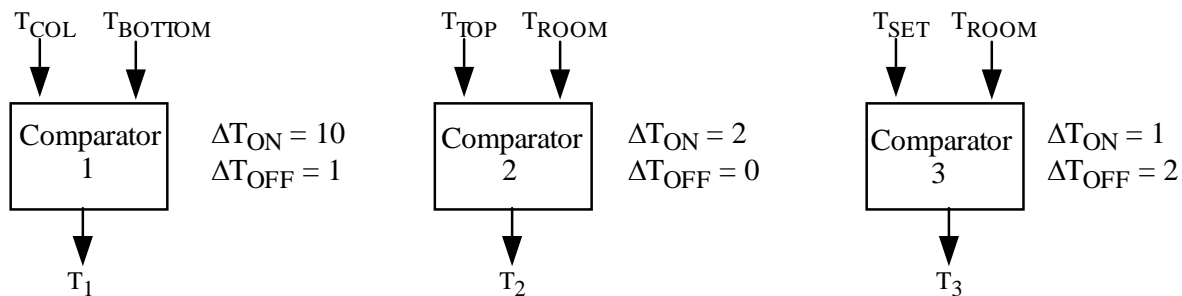 T_COL T_BOTTOM T_TOP T_ROOM T_SET T_ROOM
Comparator 1 ΔT_ON = 10 Comparator 2 ΔT_ON = 2 Comparator 3 ΔT_ON = 1
ΔT_OFF = 1 ΔT_OFF = 0 ΔT_OFF = 2
T_1 T_2 T_3